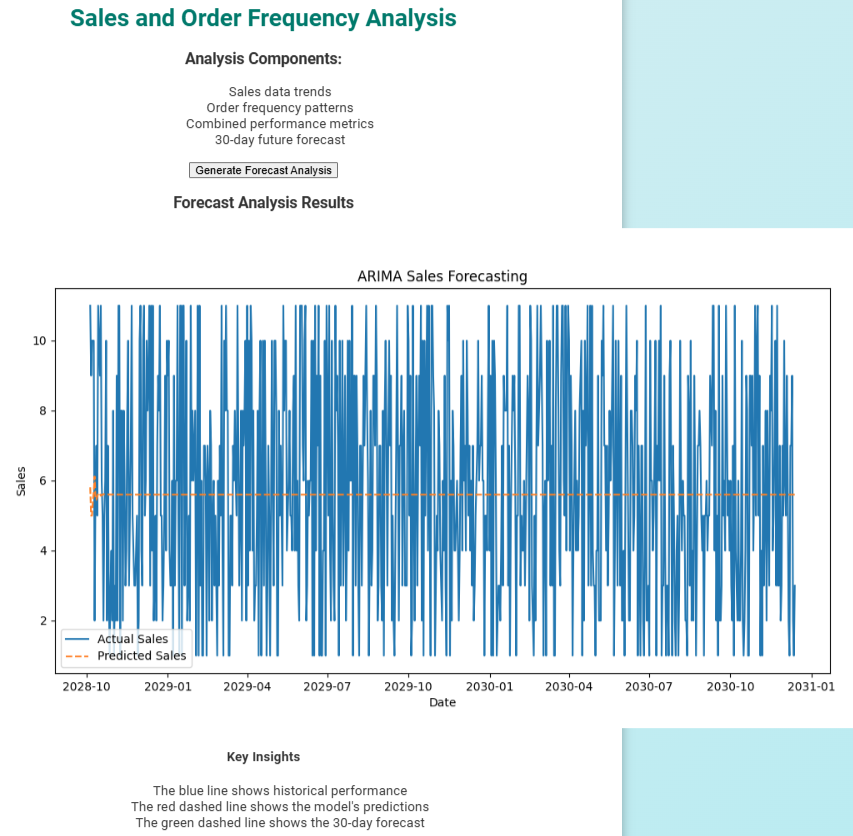 Sales and Order Frequency Analysis
Analysis Components:
Sales data trends
Order frequency patterns
Combined performance metrics
30-day future forecast
Generate Forecast Analysis
Forecast Analysis Results
ARIMA Sales Forecasting
10
8
6
4
2
Sales
Actual Sales
Predicted Sales
2028-10 2029-01 2029-04 2029-07 2029-10 2030-01 2030-04 2030-07 2030-10 2031-01
Date
Key Insights
The blue line shows historical performance
The red dashed line shows the model's predictions
The green dashed line shows the 30-day forecast